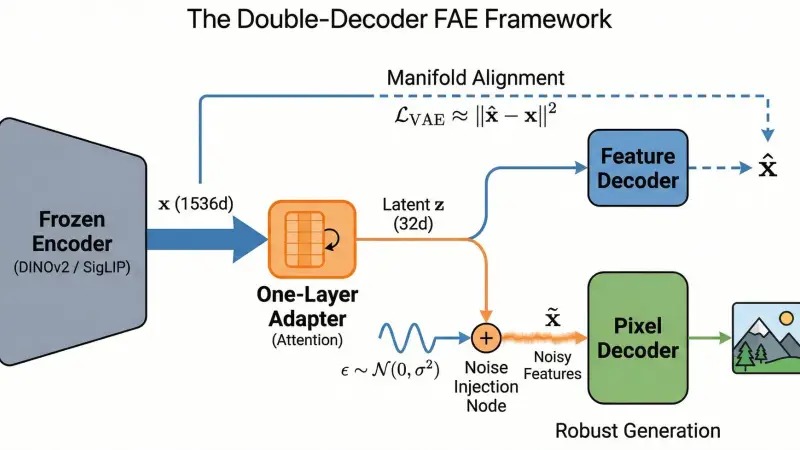 The Double-Decoder FAE Framework
Manifold Alignment
ℒ_VAE ≈ ‖x̂ − x‖²
Feature
Decoder
x̂
x (1536d)
Latent z
(32d)
Frozen
Encoder
(DINOv2 / SigLIP)
One-Layer
Adapter
(Attention)
ϵ ∼ 𝒩(0, σ²)
+
Noise
Injection
Node
x̃
Noisy
Features
Pixel
Decoder
Robust Generation